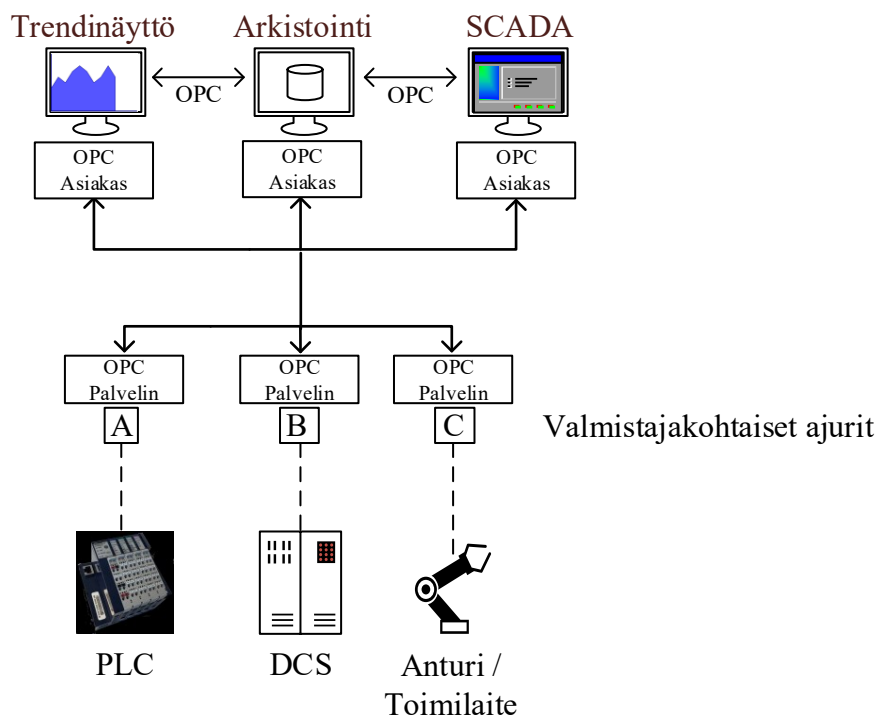 Trendinäyttö
Arkistointi
SCADA
OPC
OPC
OPC
Asiakas
OPC
Asiakas
OPC
Asiakas
OPC
Palvelin
OPC
Palvelin
OPC
Palvelin
A
B
C
Valmistajakohtaiset ajurit
PLC
DCS
Anturi /
Toimilaite